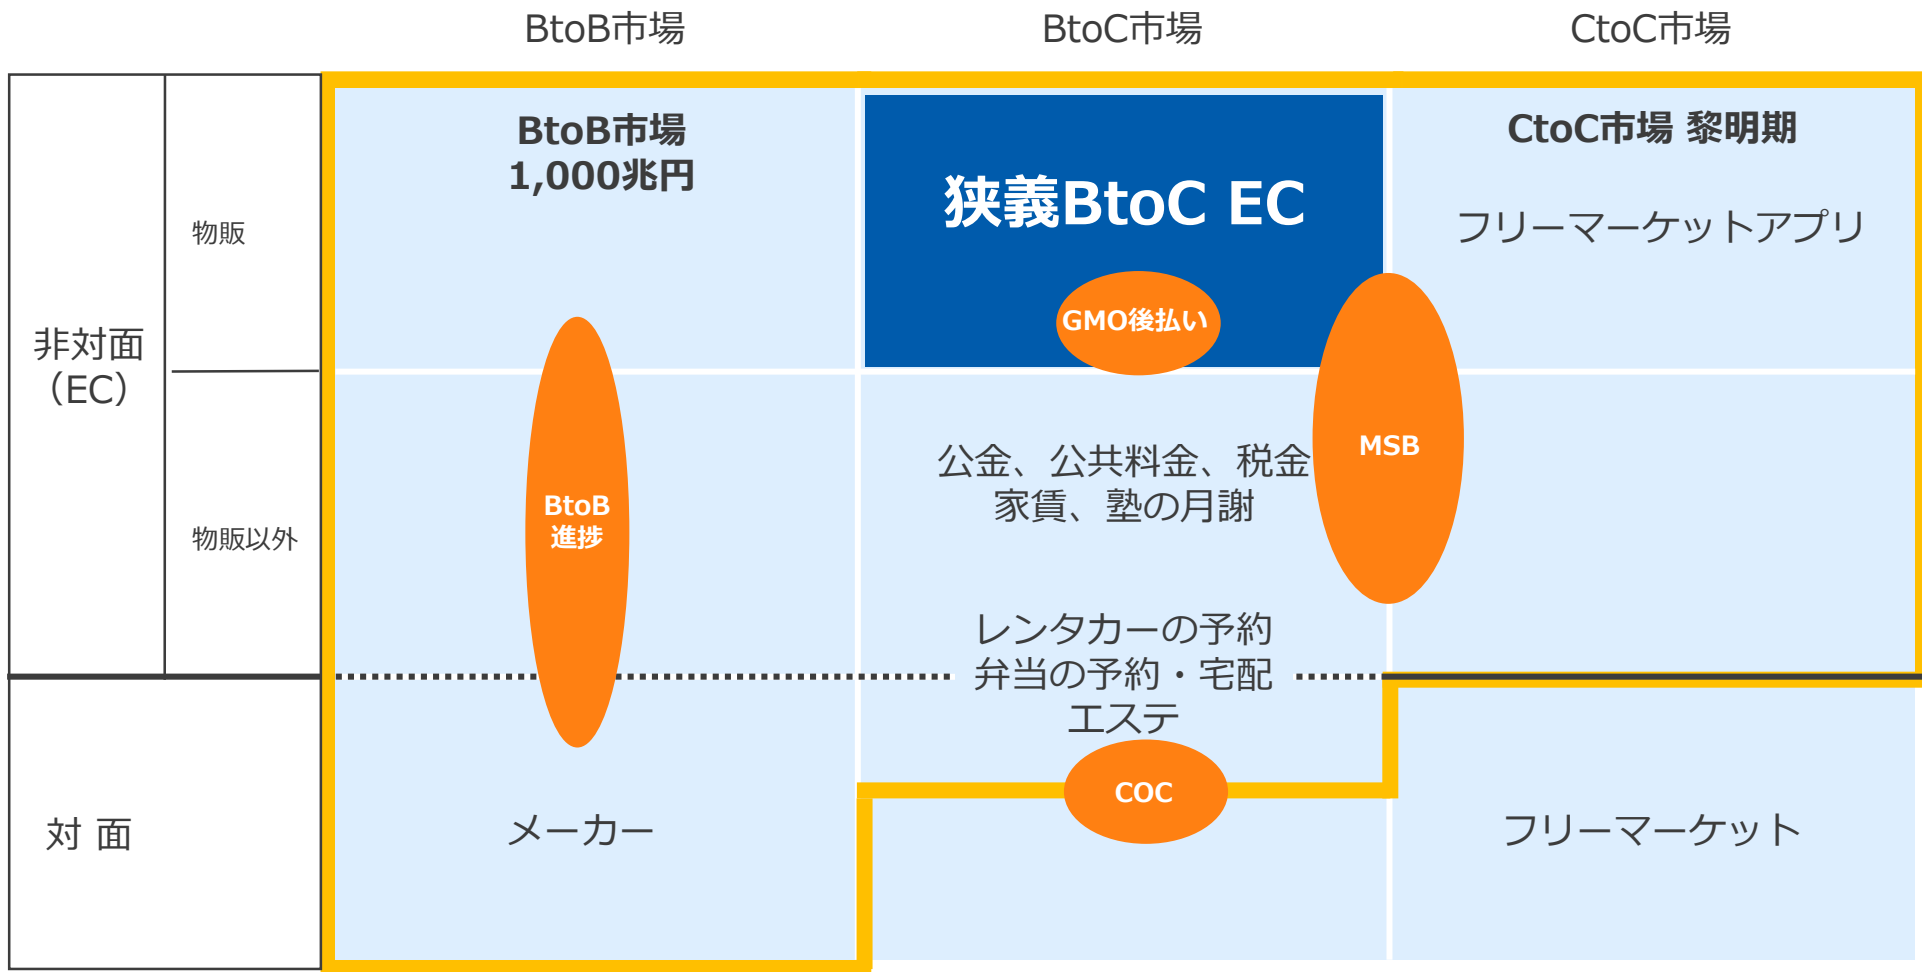 BtoB市場
BtoC市場
CtoC市場
BtoB市場
1,000兆円
狭義BtoC EC
CtoC市場 黎明期
フリーマーケットアプリ
物販
GMO後払い
非対面
（EC）
MSB
公金、公共料金、税金
家賃、塾の月謝
BtoB
進捗
物販以外
レンタカーの予約
弁当の予約・宅配
エステ
COC
対 面
メーカー
フリーマーケット